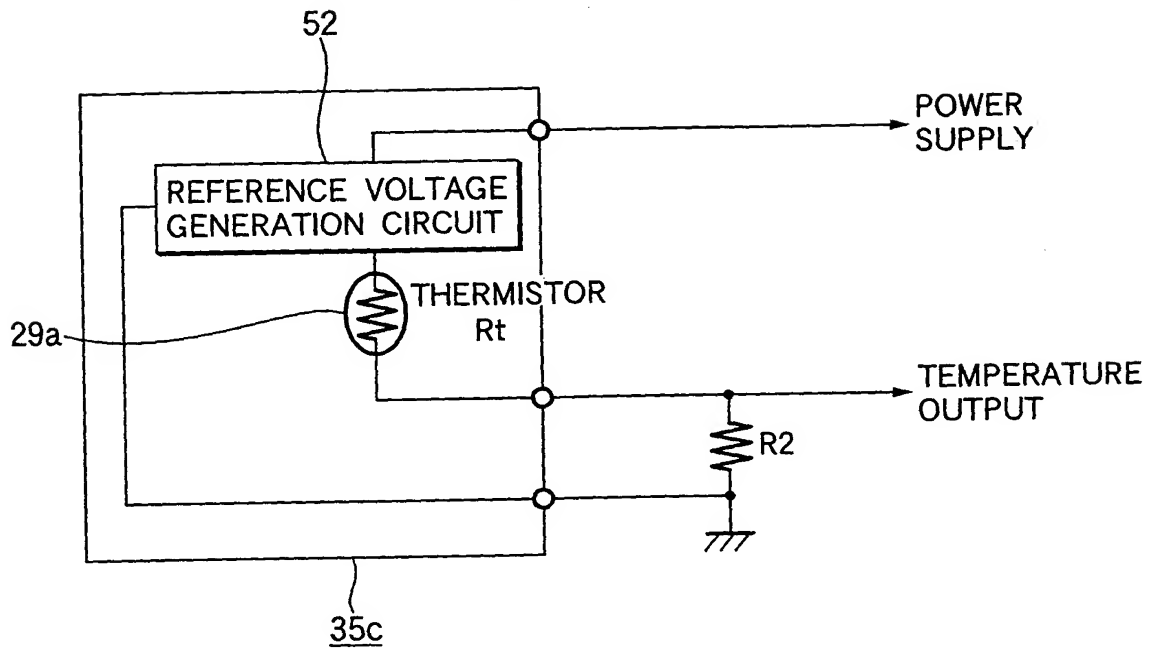 52
POWER
SUPPLY
REFERENCE VOLTAGE
GENERATION CIRCUIT
THERMISTOR
Rt
29a
TEMPERATURE
OUTPUT
R2
35c